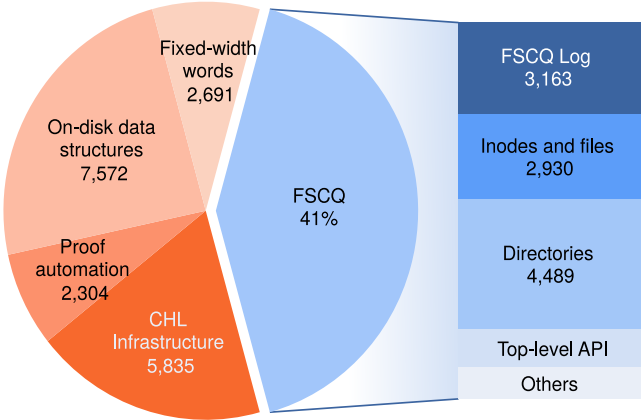 Fixed-width
words
2,691
On-disk data
structures
7,572
Proof
automation
2,304
CHL
Infrastructure
5,835
FSCQ
41%
FSCQ Log
3,163
Inodes and files
2,930
Directories
4,489
Top-level API
Others